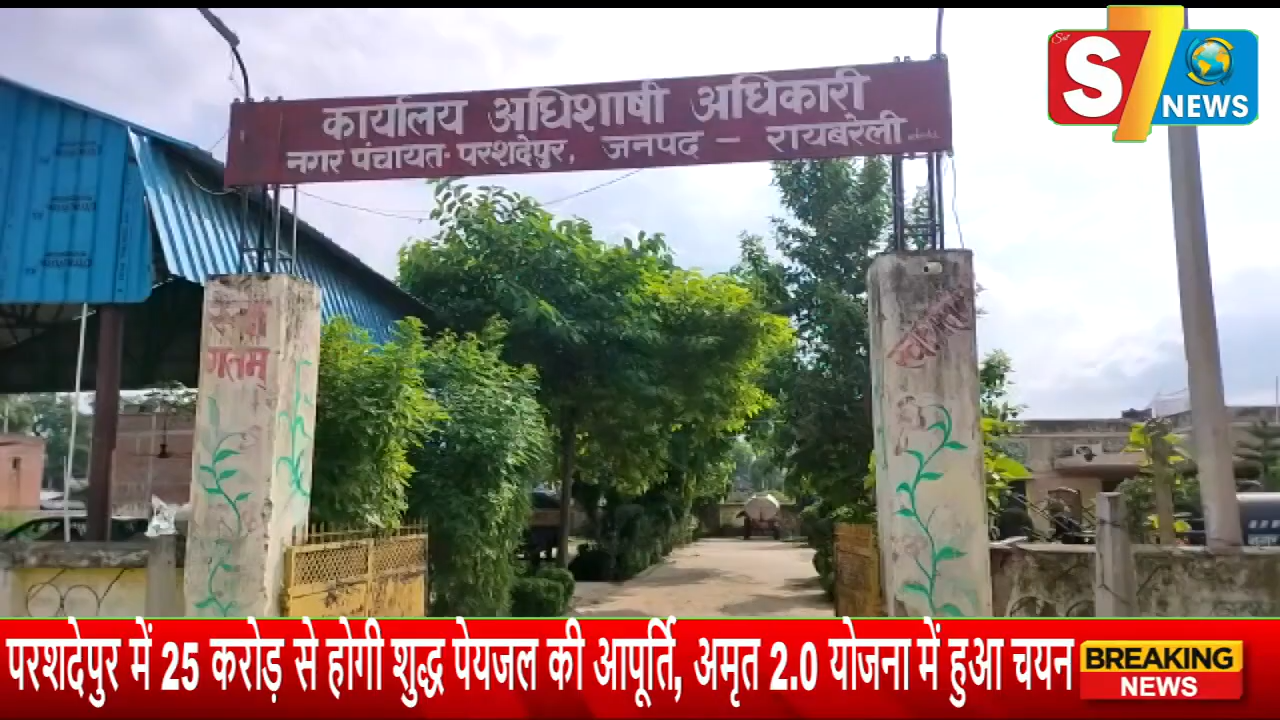 S7
NEWS
कार्यालय अधिशाषी अधिकारी
नगर पंचायत- परशदेपुर, जनपद - रायबरेली
गतम्
परशदेपुर में 25 करोड़ से होगी शुद्ध पेयजल की आपूर्ति, अमृत 2.0 योजना में हुआ चयन
BREAKING
NEWS